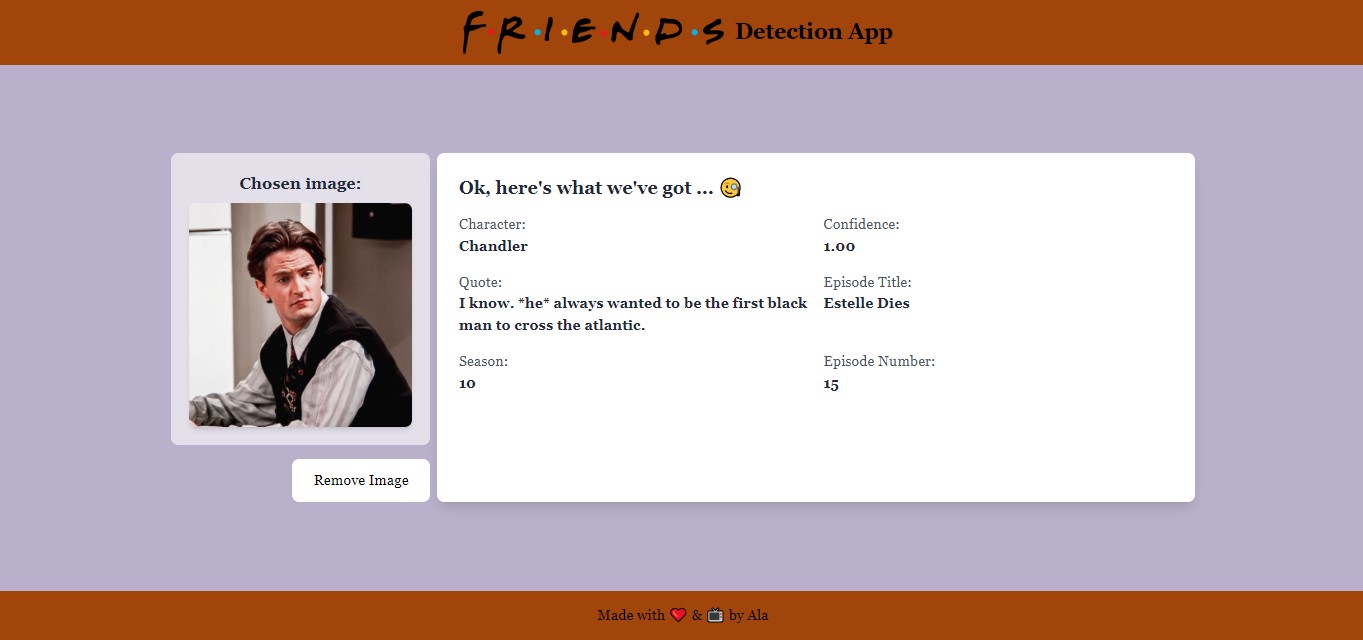 F•R•I•E•N•D•S Detection App
Chosen image:
Remove Image
Ok, here's what we've got ...
Character:
Chandler
Confidence:
1.00
Quote:
I know. *he* always wanted to be the first black
man to cross the atlantic.
Episode Title:
Estelle Dies
Season:
10
Episode Number:
15
Made with ❤️ & 📺 by Ala